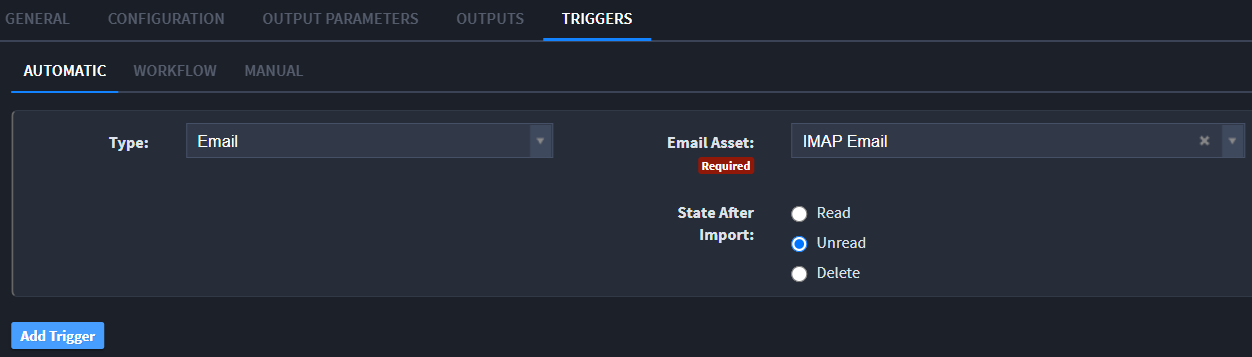 GENERAL CONFIGURATION OUTPUT PARAMETERS OUTPUTS TRIGGERS
AUTOMATIC WORKFLOW MANUAL
Type: Email Email Asset: IMAP Email
Required
State After Read
Import: Unread
Delete
Add Trigger